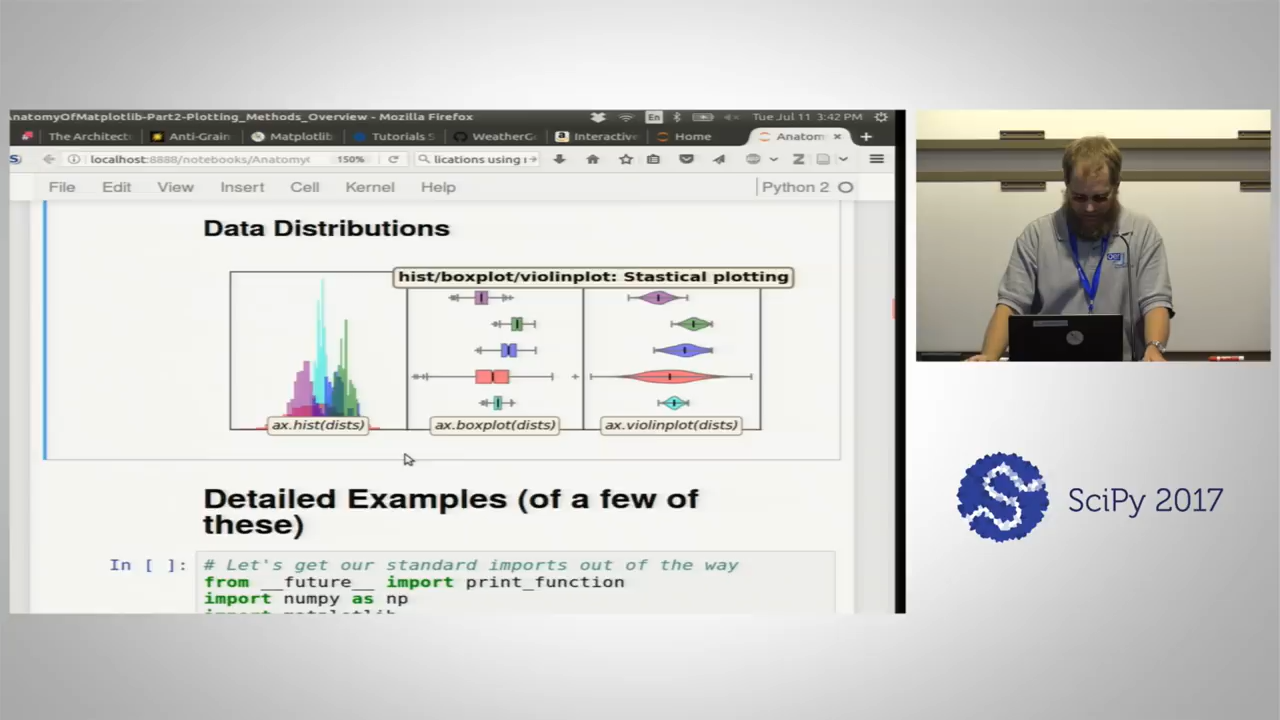 AnatomyOfMatplotlib-Part2-Plotting_Methods_Overview - Mozilla Firefox
En
Tue Jul 11 3:42 PM
The Architect
Anti-Grain
Matplotlib
Tutorials S
WeatherG
Interactive
Home
Anatom
localhost:8888/notebooks/Anatomy
150%
lications using
File Edit View Insert Cell Kernel Help
Python 2
Data Distributions
hist/boxplot/violinplot: Stastical plotting
ax.hist(dists)
ax.boxplot(dists)
ax.violinplot(dists)
Detailed Examples (of a few of
these)
In [ ]:
# Let's get our standard imports out of the way
from __future__ import print_function
import numpy as np
import matplotlib
SciPy 2017